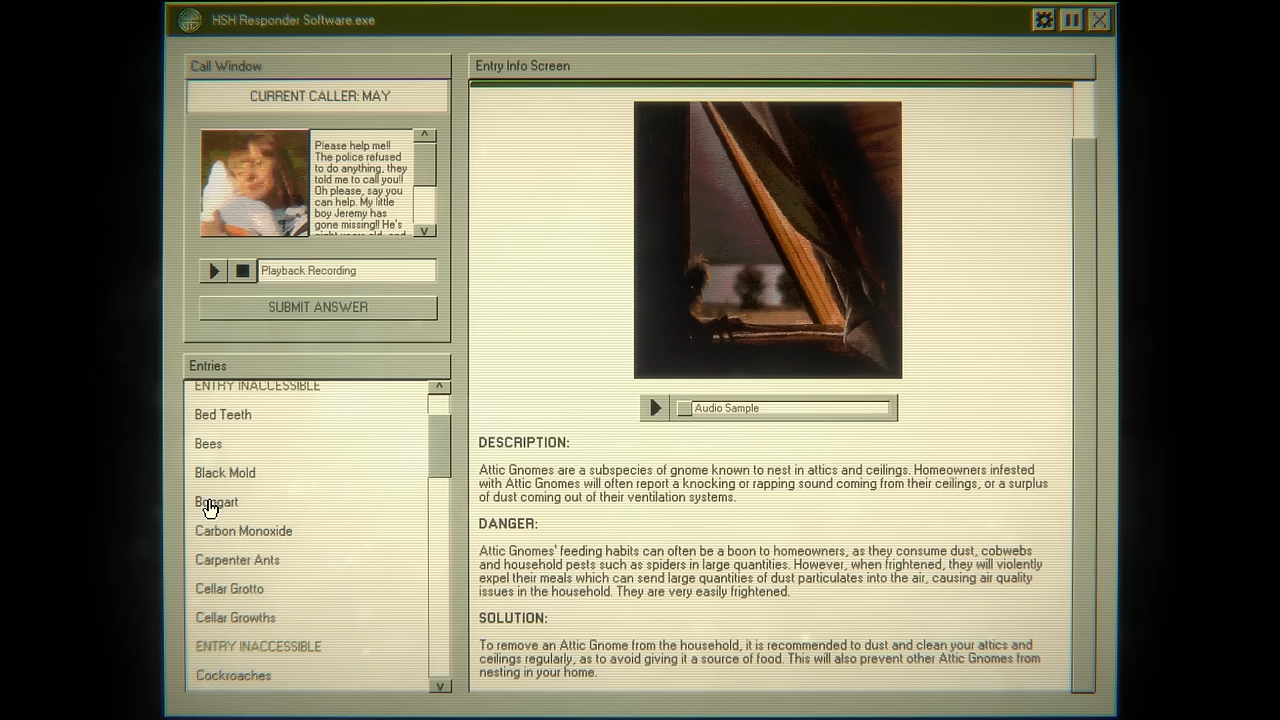 HSH Responder Software.exe
Call Window
CURRENT CALLER: MAY
Please help me!!
The police refused
to do anything, they
told me to call you!!
Oh please, say you
can help. My little
boy Jeremy has
gone missing!! He's
eight years old, and
Playback Recording
SUBMIT ANSWER
Entries
ENTRY INACCESSIBLE
Bed Teeth
Bees
Black Mold
Boggart
Carbon Monoxide
Carpenter Ants
Cellar Grotto
Cellar Growths
ENTRY INACCESSIBLE
Cockroaches
Entry Info Screen
Audio Sample
DESCRIPTION:
Attic Gnomes are a subspecies of gnome known to nest in attics and ceilings. Homeowners infested
with Attic Gnomes will often report a knocking or rapping sound coming from their ceilings, or a surplus
of dust coming out of their ventilation systems.
DANGER:
Attic Gnomes' feeding habits can often be a boon to homeowners, as they consume dust, cobwebs
and household pests such as spiders in large quantities. However, when frightened, they will violently
expel their meals which can send large quantities of dust particulates into the air, causing air quality
issues in the household. They are very easily frightened.
SOLUTION:
To remove an Attic Gnome from the household, it is recommended to dust and clean your attics and
ceilings regularly, as to avoid giving it a source of food. This will also prevent other Attic Gnomes from
nesting in your home.